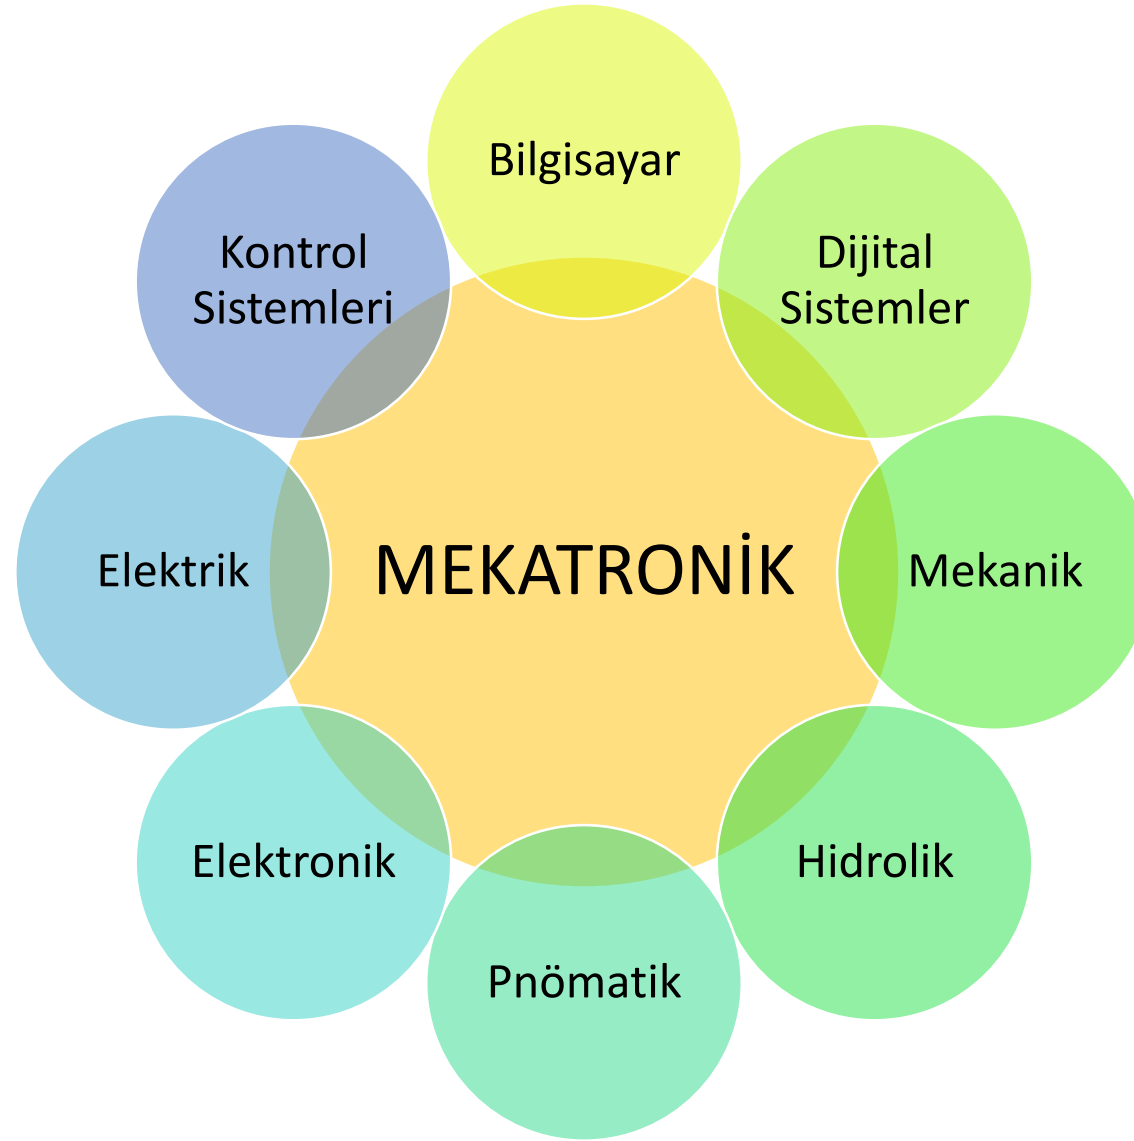 Bilgisayar
Kontrol
Sistemleri
Dijital
Sistemler
Elektrik
MEKATRONİK
Mekanik
Elektronik
Hidrolik
Pnömatik